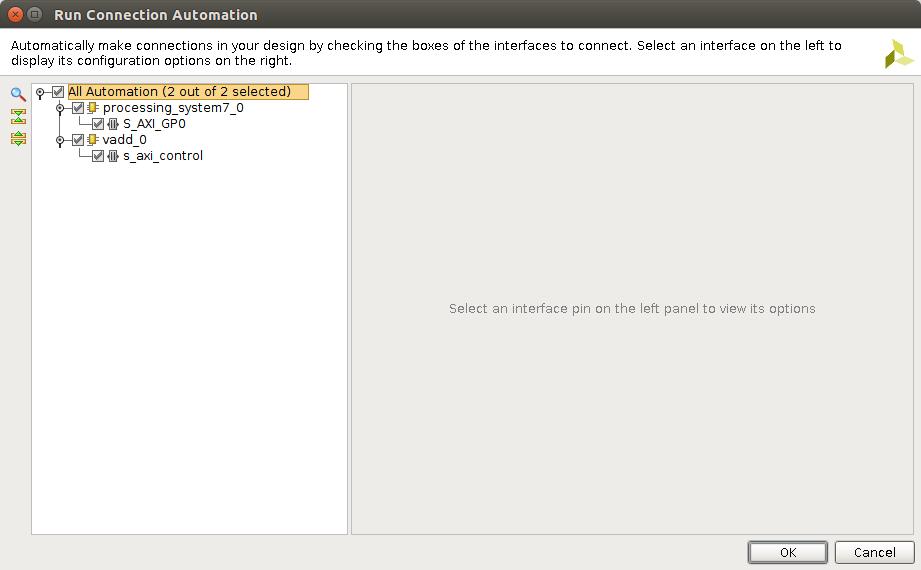 Run Connection Automation
Automatically make connections in your design by checking the boxes of the interfaces to connect. Select an interface on the left to
display its configuration options on the right.
All Automation (2 out of 2 selected)
processing_system7_0
S_AXI_GP0
vadd_0
s_axi_control
Select an interface pin on the left panel to view its options
OK
Cancel